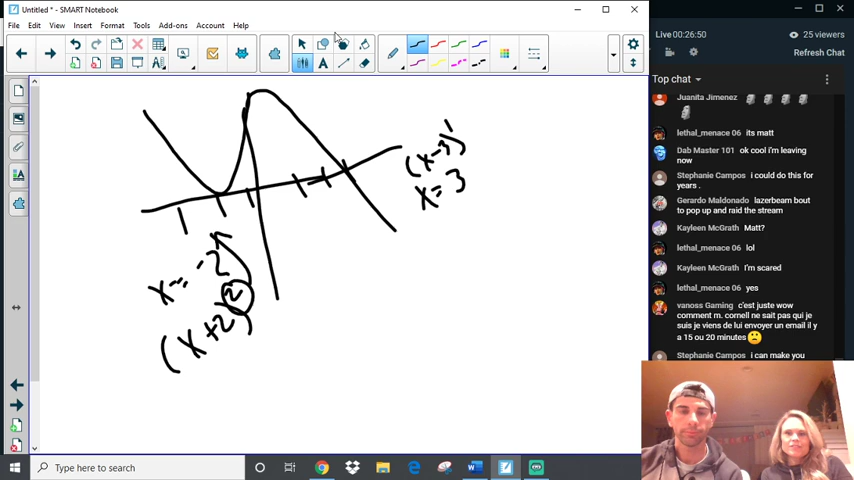 Untitled * - SMART Notebook
File Edit View Insert Format Tools Add-ons Account Help
(x-3)¹
x=3
x=-2
(x+2)²
Type here to search
Live 00:26:50
25 viewers
Refresh Chat
Top chat
Juanita Jimenez
lethal_menace 06 its matt
Dab Master 101 ok cool i'm leaving
now
Stephanie Campos i could do this for
years .
Gerardo Maldonado lazerbeam bout
to pop up and raid the stream
Kayleen McGrath Matt?
lethal_menace 06 lol
Kayleen McGrath I'm scared
lethal_menace 06 yes
vanoss Gaming c'est juste wow
comment m. cornell ne sait pas qui je
suis je viens de lui envoyer un email il y
a 15 ou 20 minutes 🙁
Stephanie Campos i can make you